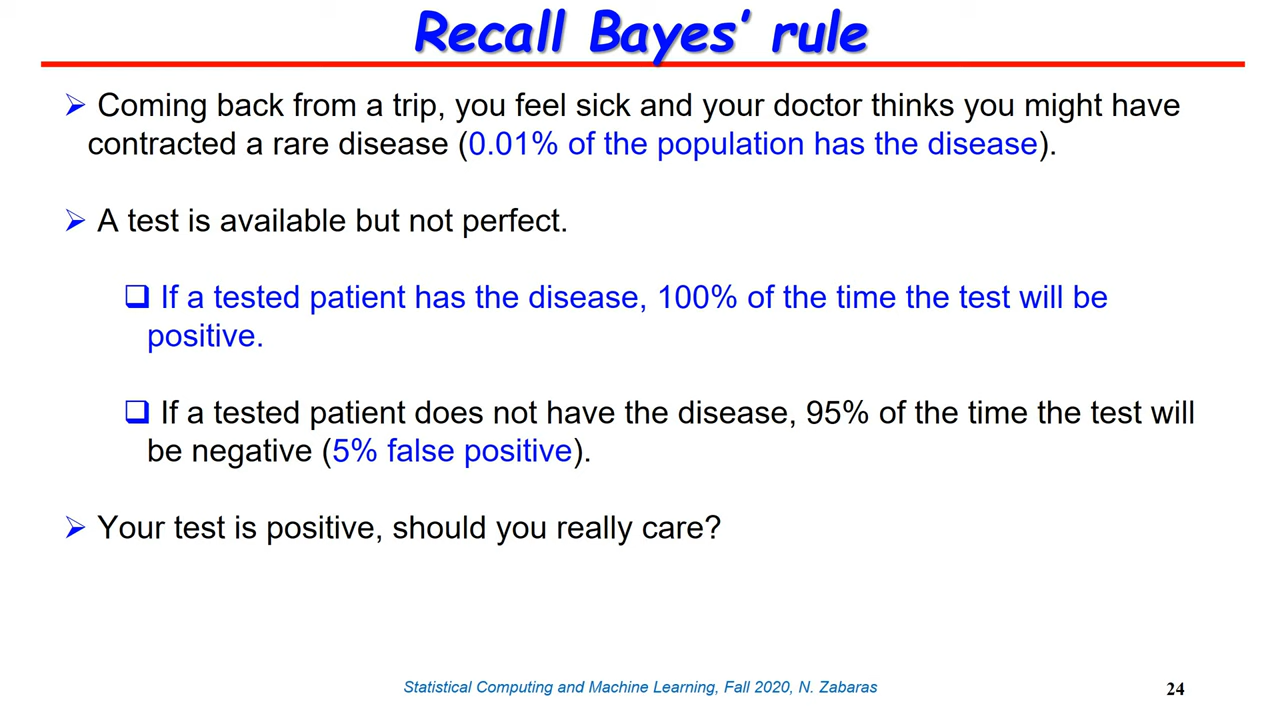 Recall Bayes’ rule
➢ Coming back from a trip, you feel sick and your doctor thinks you might have
contracted a rare disease (0.01% of the population has the disease).
➢ A test is available but not perfect.
❑ If a tested patient has the disease, 100% of the time the test will be
positive.
❑ If a tested patient does not have the disease, 95% of the time the test will
be negative (5% false positive).
➢ Your test is positive, should you really care?
Statistical Computing and Machine Learning, Fall 2020, N. Zabaras
24